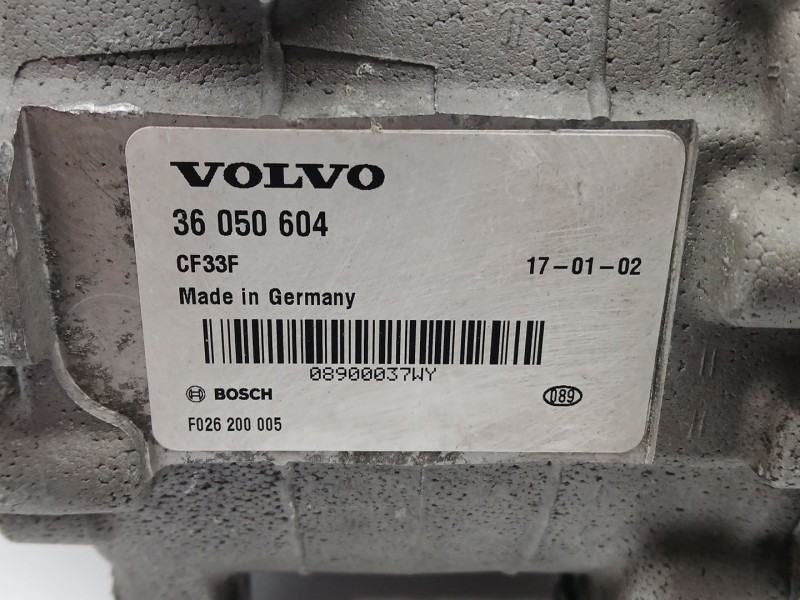 VOLVO
36 050 604
CF33F 17-01-02
Made in Germany
08900037WY
BOSCH 089
F026 200 005